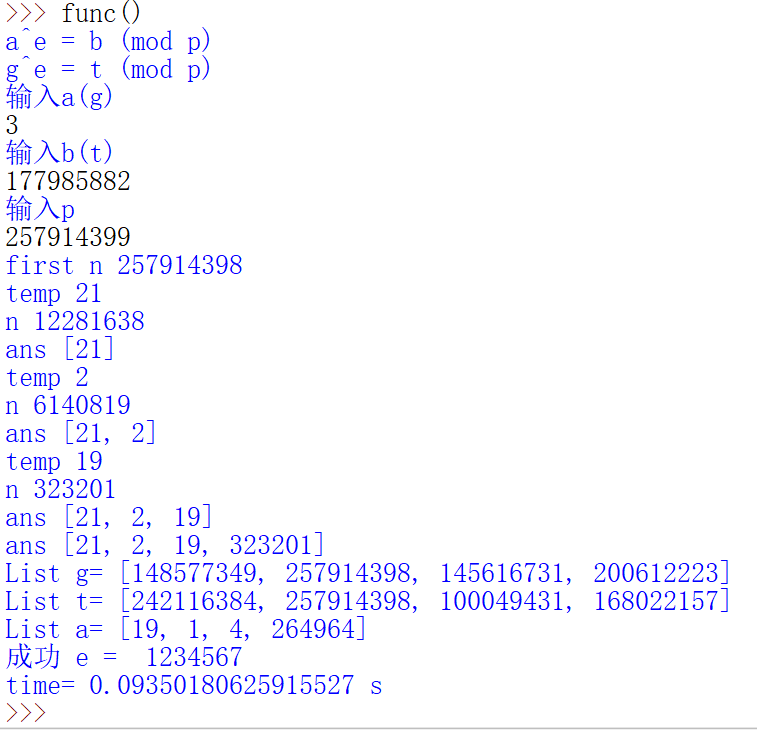 >>> func()
a^e = b (mod p)
g^e = t (mod p)
输入a(g)
3
输入b(t)
177985882
输入p
257914399
first n 257914398
temp 21
n 12281638
ans [21]
temp 2
n 6140819
ans [21, 2]
temp 19
n 323201
ans [21, 2, 19]
ans [21, 2, 19, 323201]
List g= [148577349, 257914398, 145616731, 200612223]
List t= [242116384, 257914398, 100049431, 168022157]
List a= [19, 1, 4, 264964]
成功 e =  1234567
time= 0.09350180625915527 s
>>>